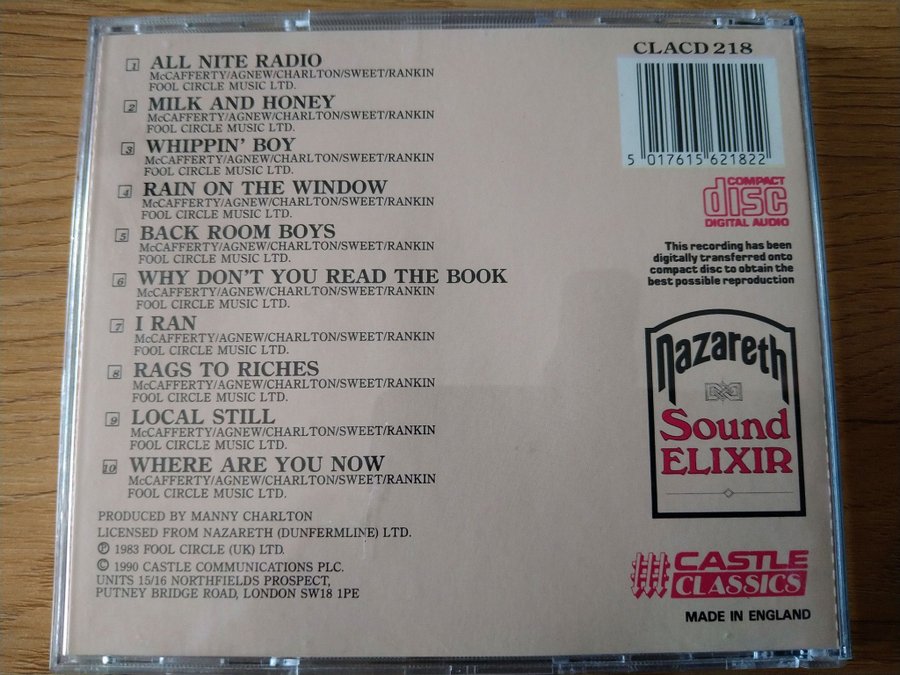 1 ALL NITE RADIO
McCAFFERTY/AGNEW/CHARLTON/SWEET/RANKIN
FOOL CIRCLE MUSIC LTD.
2 MILK AND HONEY
McCAFFERTY/AGNEW/CHARLTON/SWEET/RANKIN
FOOL CIRCLE MUSIC LTD.
3 WHIPPIN' BOY
McCAFFERTY/AGNEW/CHARLTON/SWEET/RANKIN
FOOL CIRCLE MUSIC LTD.
4 RAIN ON THE WINDOW
McCAFFERTY/AGNEW/CHARLTON/SWEET/RANKIN
FOOL CIRCLE MUSIC LTD.
5 BACK ROOM BOYS
McCAFFERTY/AGNEW/CHARLTON/SWEET/RANKIN
FOOL CIRCLE MUSIC LTD.
6 WHY DON'T YOU READ THE BOOK
McCAFFERTY/AGNEW/CHARLTON/SWEET/RANKIN
FOOL CIRCLE MUSIC LTD.
7 I RAN
McCAFFERTY/AGNEW/CHARLTON/SWEET/RANKIN
FOOL CIRCLE MUSIC LTD.
8 RAGS TO RICHES
McCAFFERTY/AGNEW/CHARLTON/SWEET/RANKIN
FOOL CIRCLE MUSIC LTD.
9 LOCAL STILL
McCAFFERTY/AGNEW/CHARLTON/SWEET/RANKIN
FOOL CIRCLE MUSIC LTD.
10 WHERE ARE YOU NOW
McCAFFERTY/AGNEW/CHARLTON/SWEET/RANKIN
FOOL CIRCLE MUSIC LTD.
PRODUCED BY MANNY CHARLTON
LICENSED FROM NAZARETH (DUNFERMLINE) LTD.
℗ 1983 FOOL CIRCLE (UK) LTD.
© 1990 CASTLE COMMUNICATIONS PLC.
UNITS 15/16 NORTHFIELDS PROSPECT,
PUTNEY BRIDGE ROAD, LONDON SW18 1PE
CLACD 218
5 017615 621822
COMPACT
disc
DIGITAL AUDIO
This recording has been
digitally transferred onto
compact disc to obtain the
best possible reproduction
nazareth
Sound
ELIXIR
CASTLE
CLASSICS
MADE IN ENGLAND